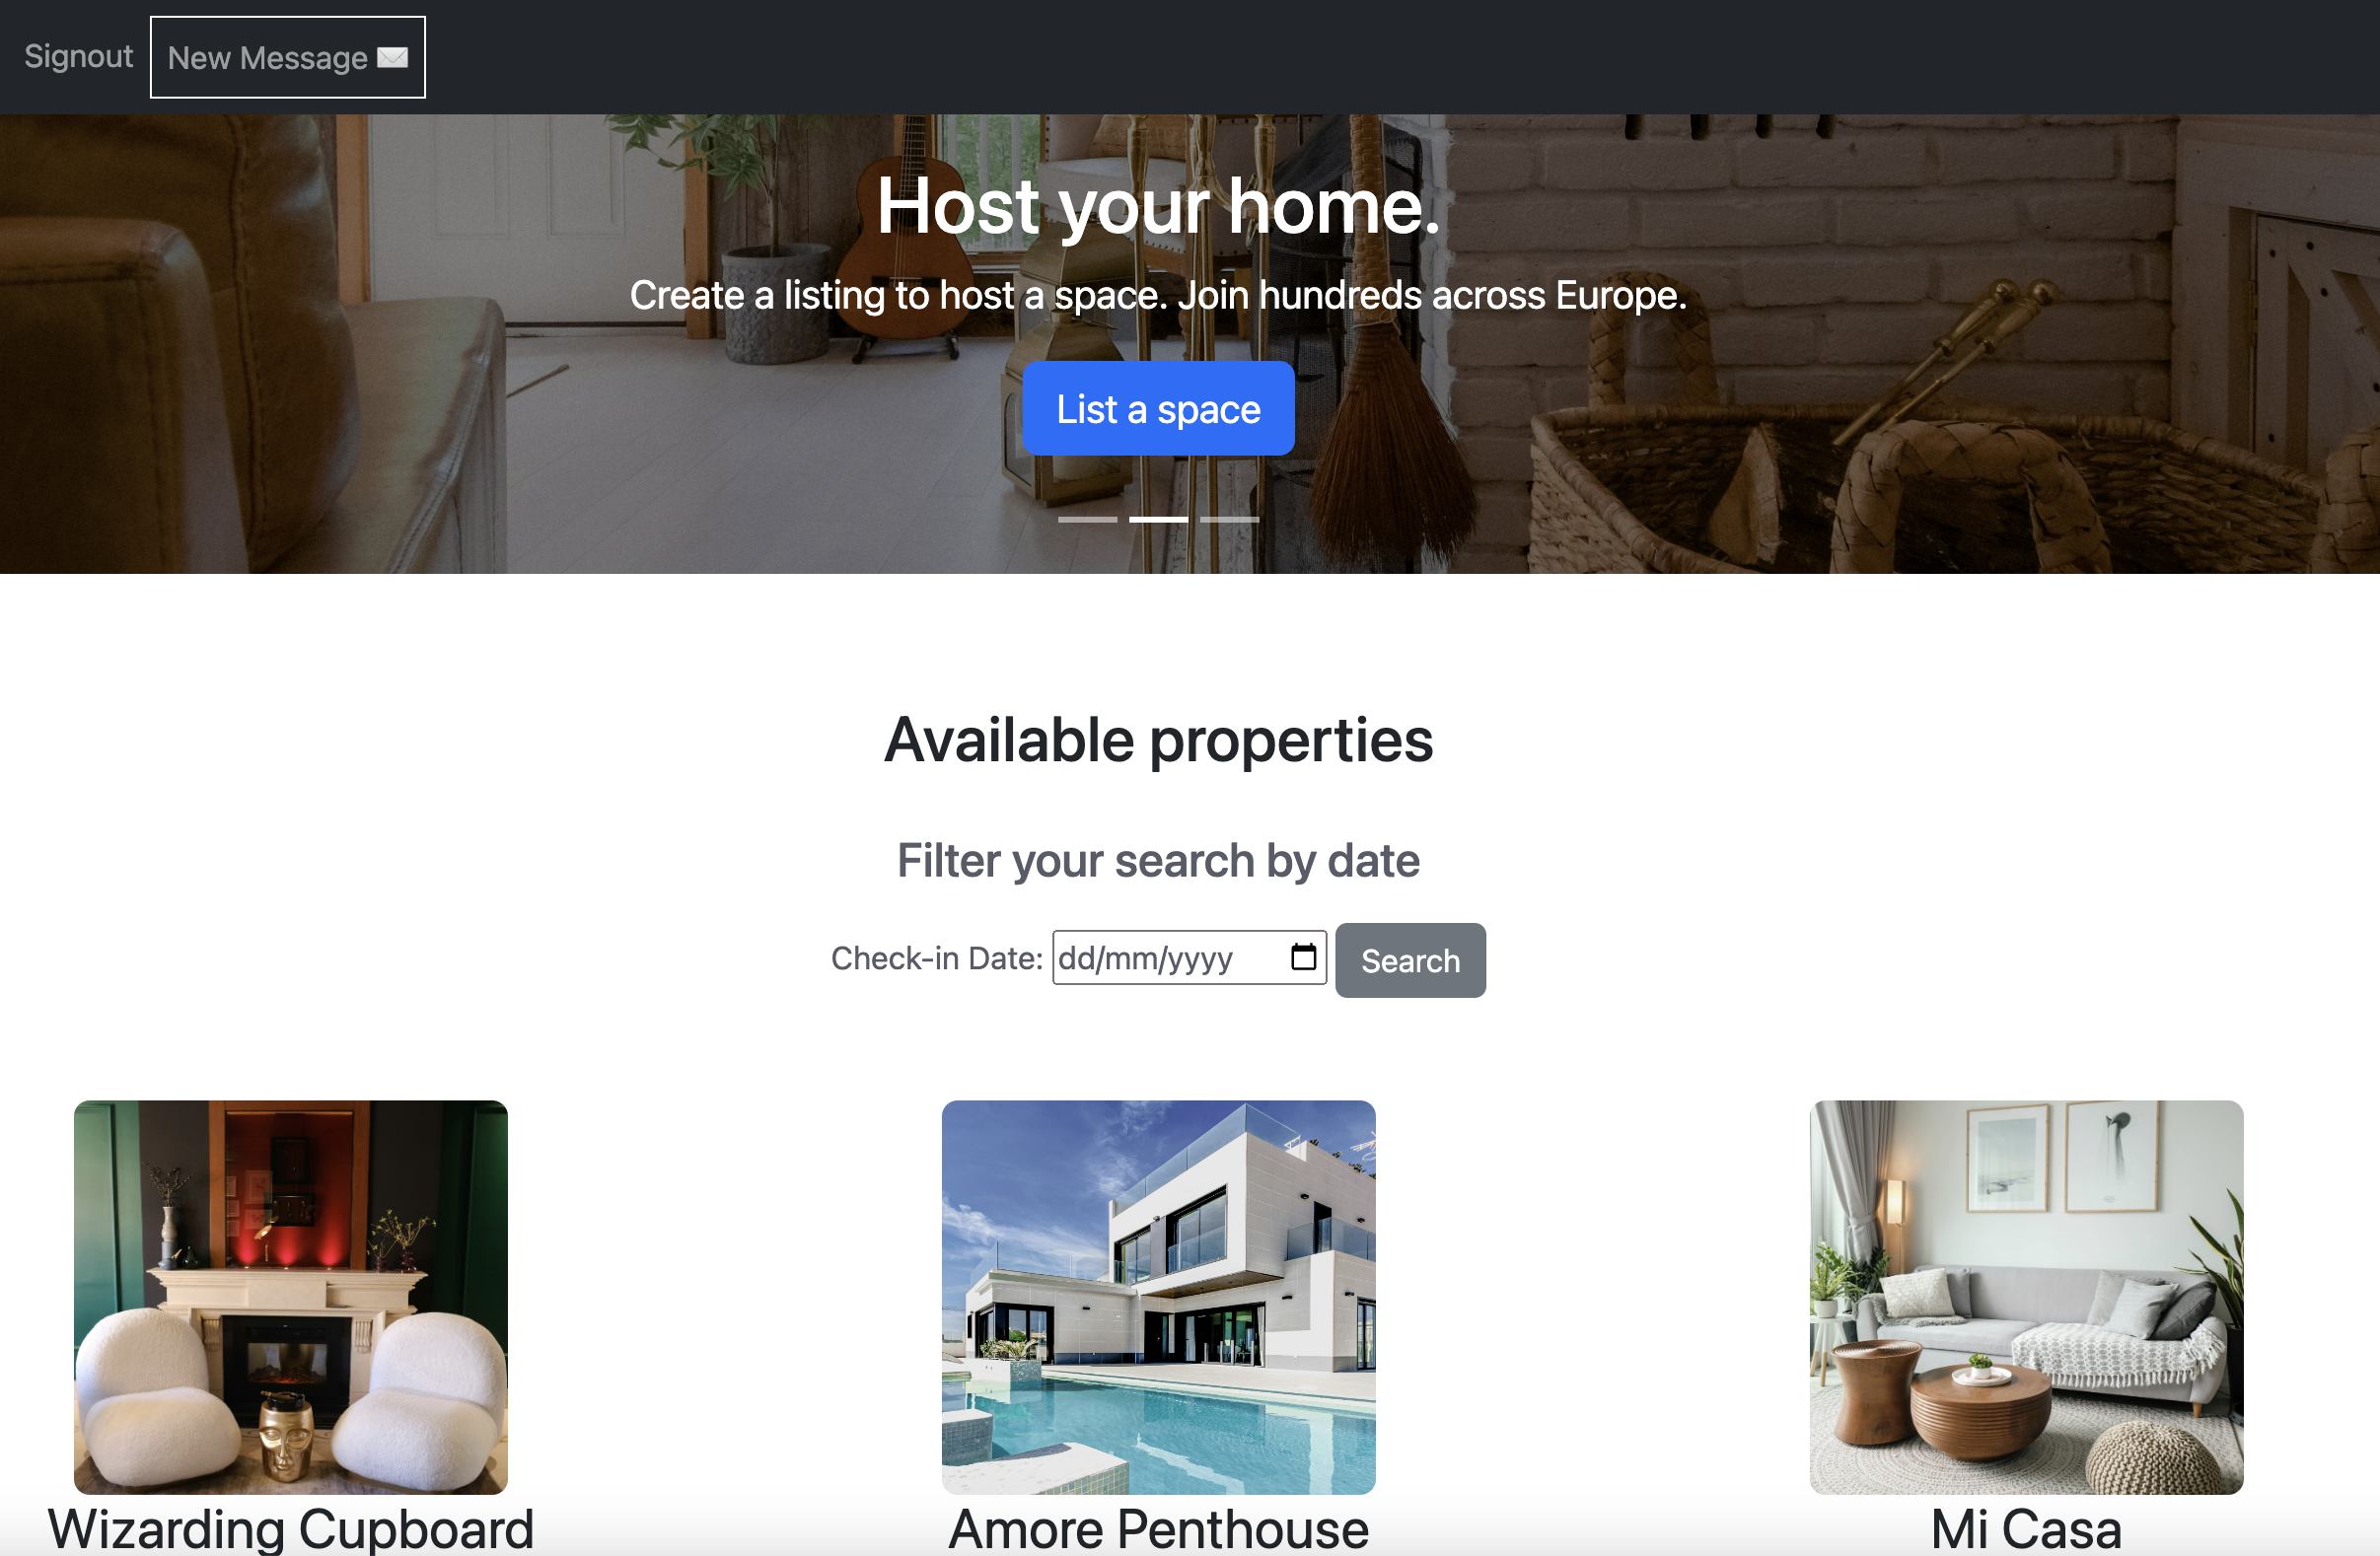 Signout New Message ✉️
Host your home.
Create a listing to host a space. Join hundreds across Europe.
List a space
Available properties
Filter your search by date
Check-in Date: dd/mm/yyyy Search
Wizarding Cupboard Amore Penthouse Mi Casa